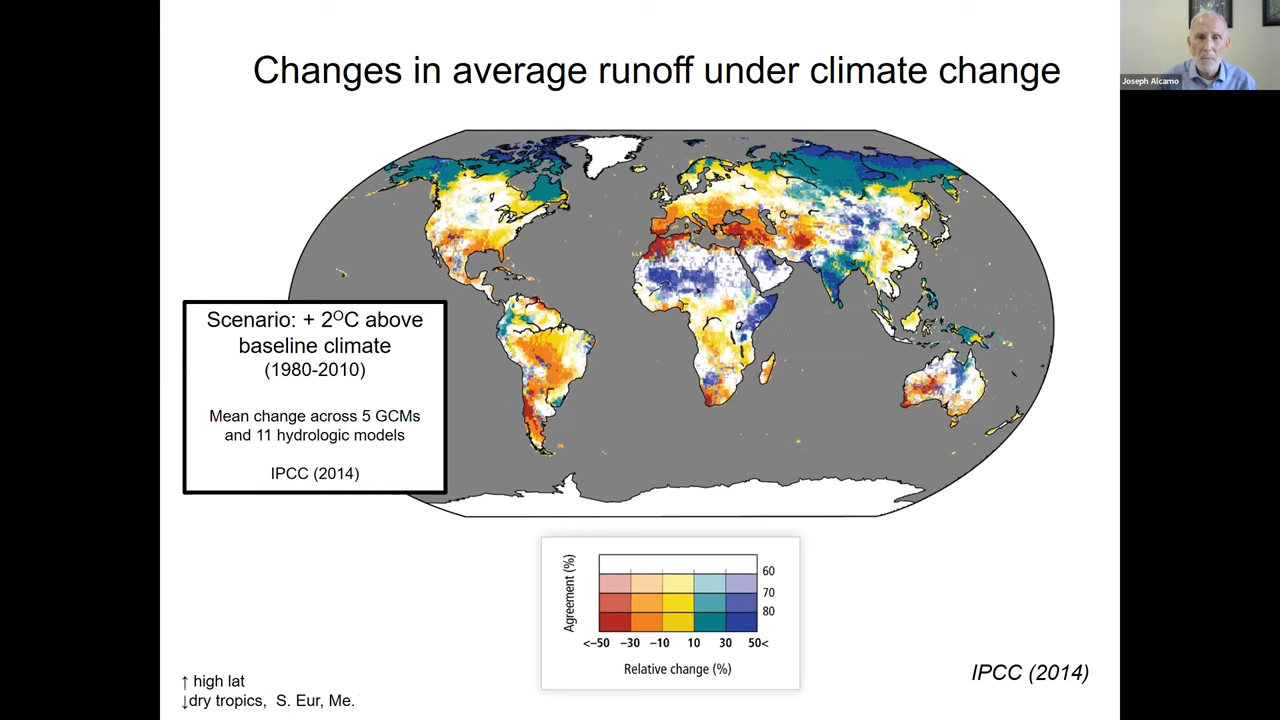 Changes in average runoff under climate change
Joseph Alcamo
Scenario: + 2ᴼC above
baseline climate
(1980-2010)
Mean change across 5 GCMs
and 11 hydrologic models
IPCC (2014)
Agreement (%)
60
70
80
<−50 −30 −10 10 30 50<
Relative change (%)
↑ high lat
↓dry tropics, S. Eur, Me.
IPCC (2014)